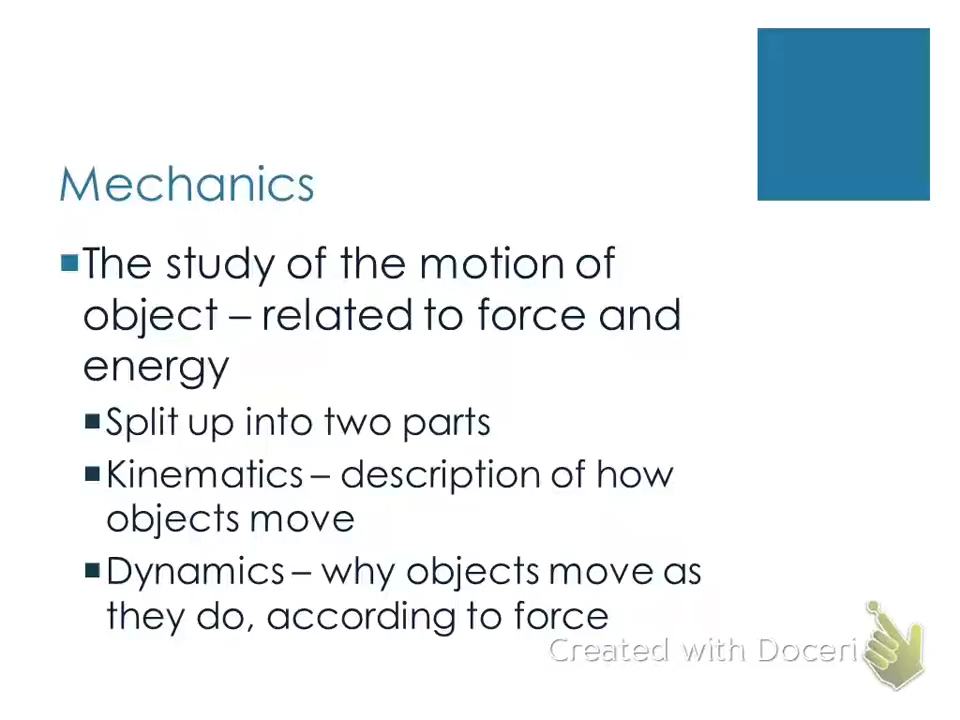 Mechanics
The study of the motion of
object – related to force and
energy
Split up into two parts
Kinematics – description of how
objects move
Dynamics – why objects move as
they do, according to force
Created with Doceri